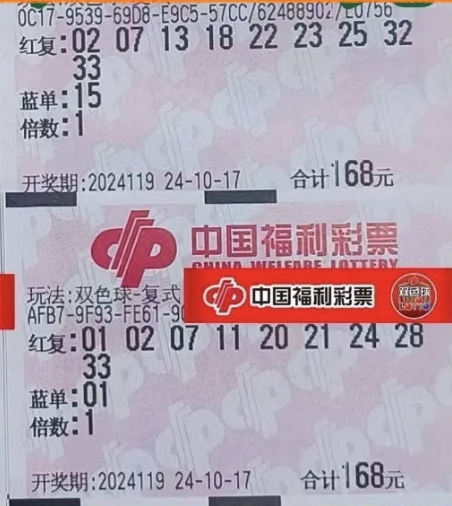 0C17-9539-69D8-E9C5-57CC/62488902/E0756
红复:02 07 13 18 22 23 25 32
33
蓝单:15
倍数:1
开奖期:2024119 24-10-17 合计168元
中国福利彩票
CHINA WELFARE LOTTERY
玩法:双色球-复式
中国福利彩票 双色球
AFB7-9F93-FE61-90
红复:01 02 07 11 20 21 24 28
33
蓝单:01
倍数:1
开奖期:2024119 24-10-17 合计168元